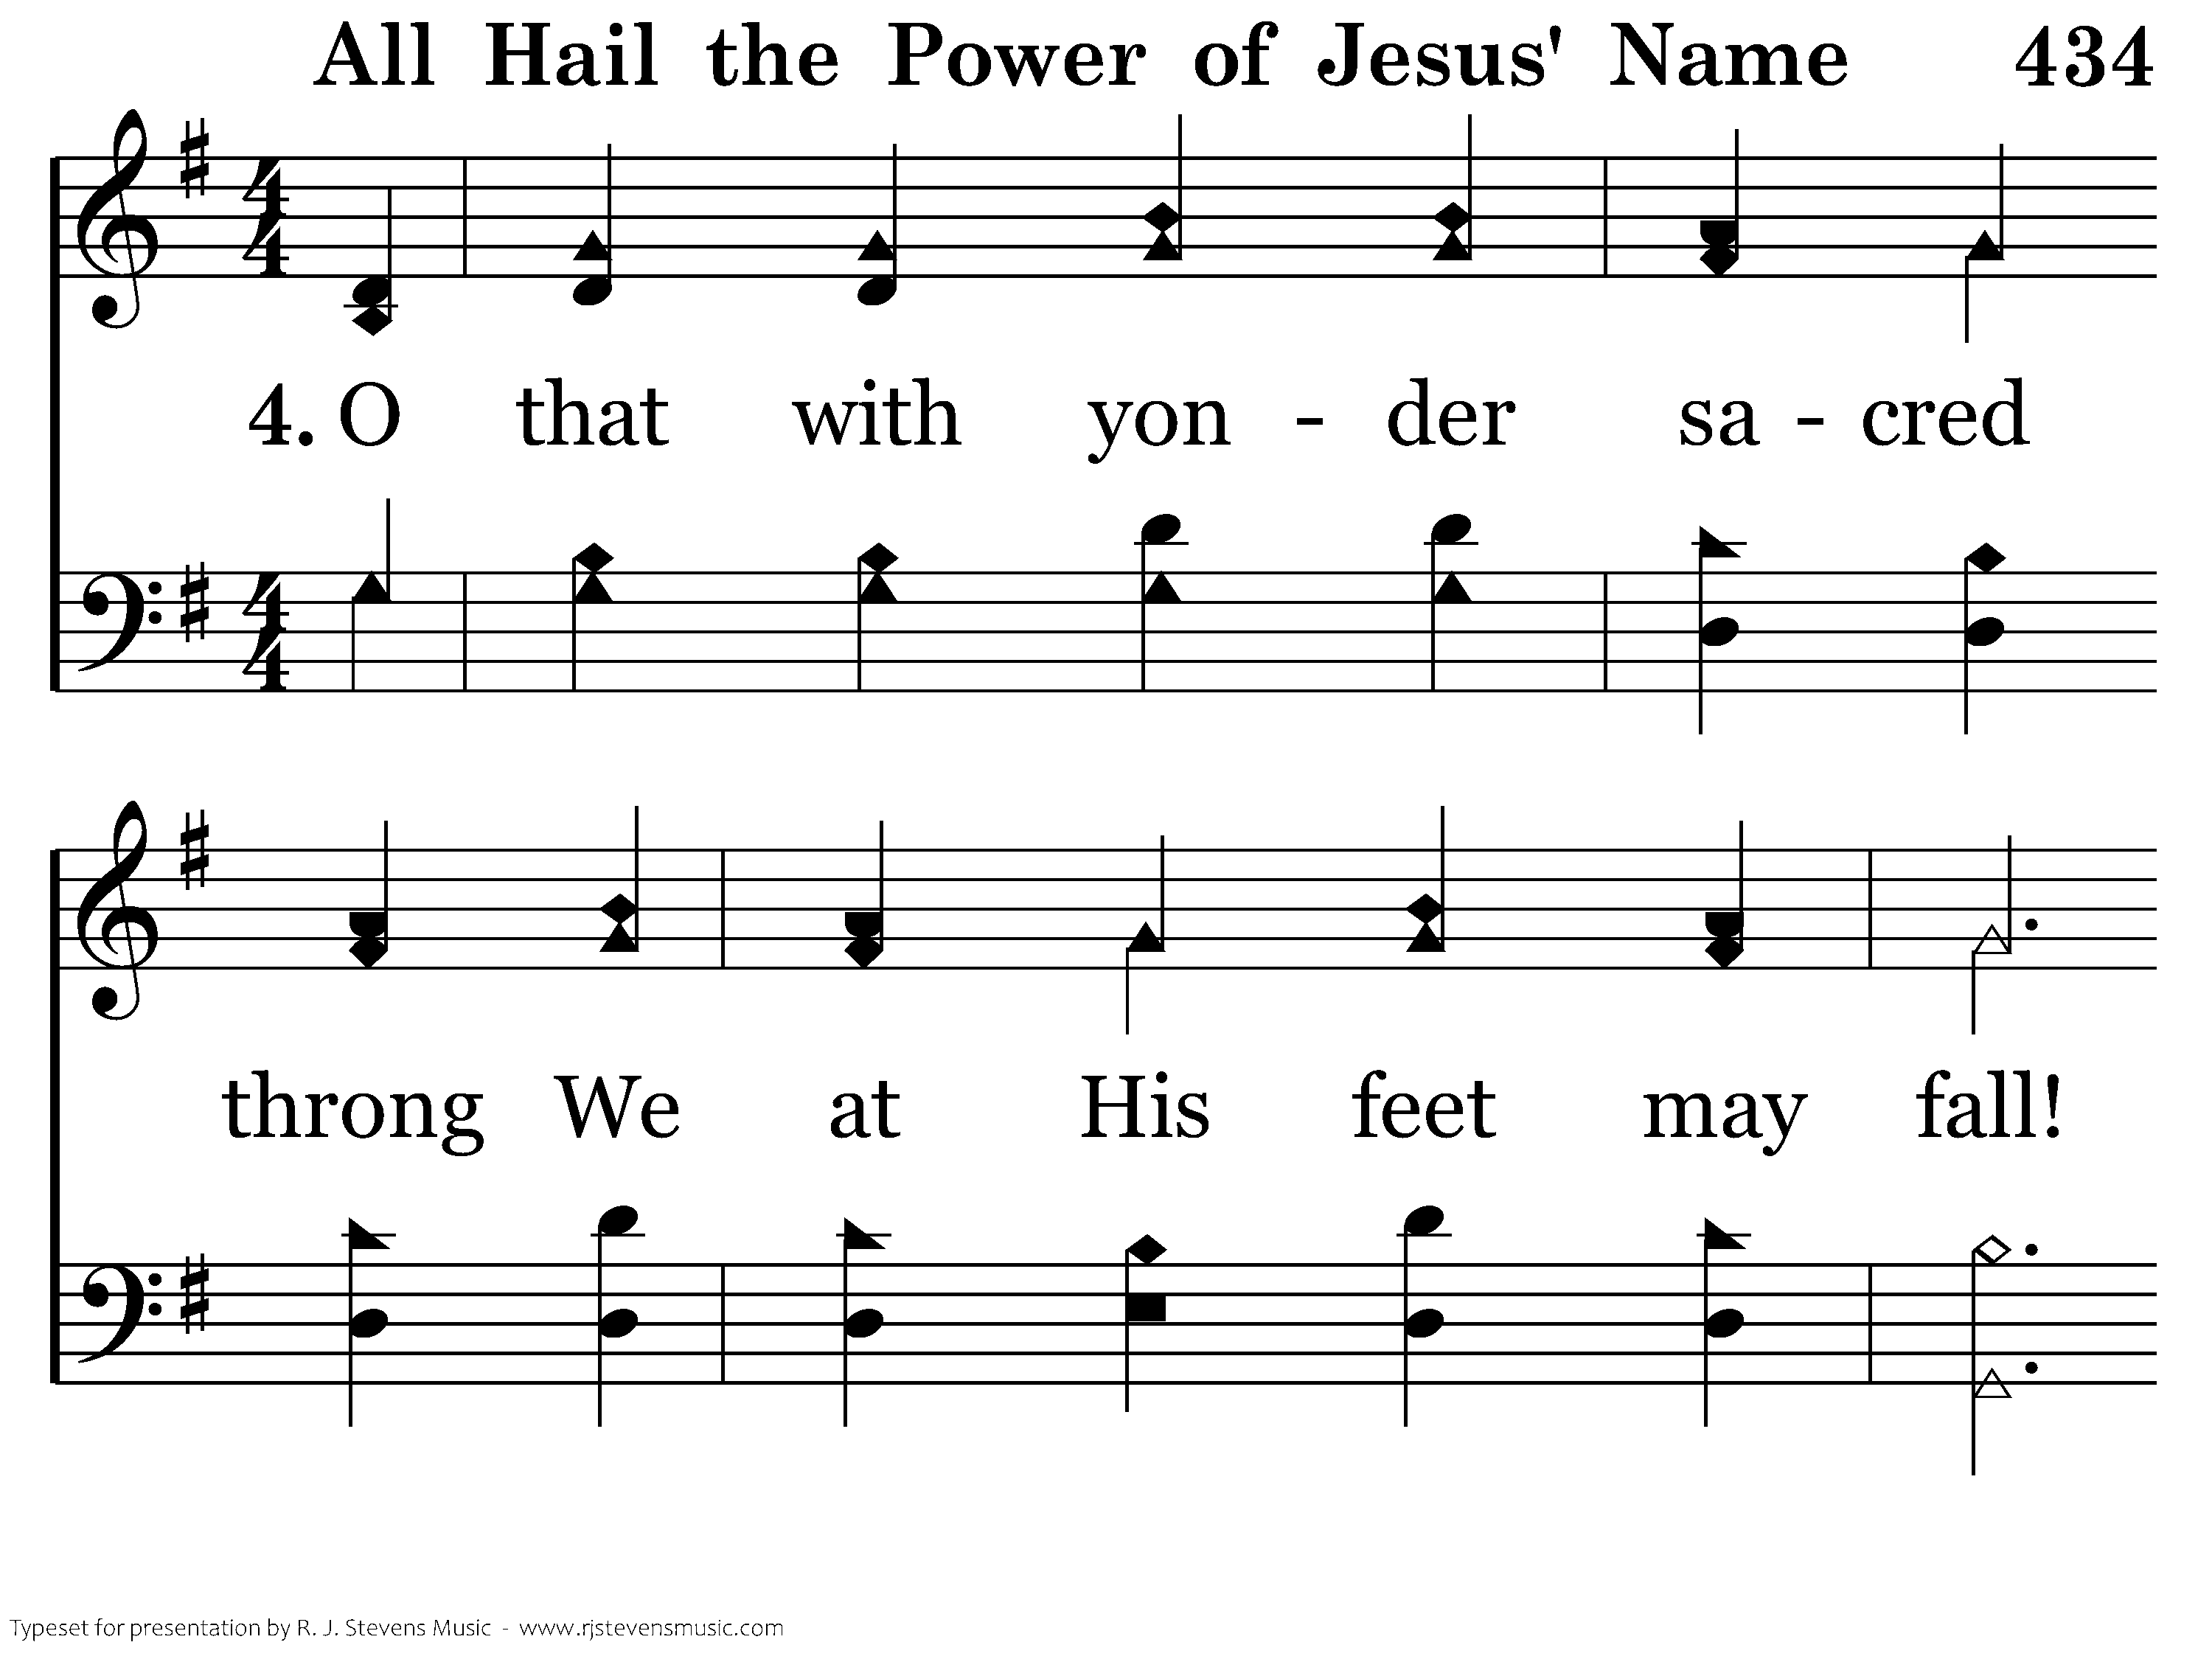 All Hail the Power of Jesus' Name 434
4. O that with yon - der sa - cred
throng We at His feet may fall!
Typeset for presentation by R. J. Stevens Music - www.rjstevensmusic.com